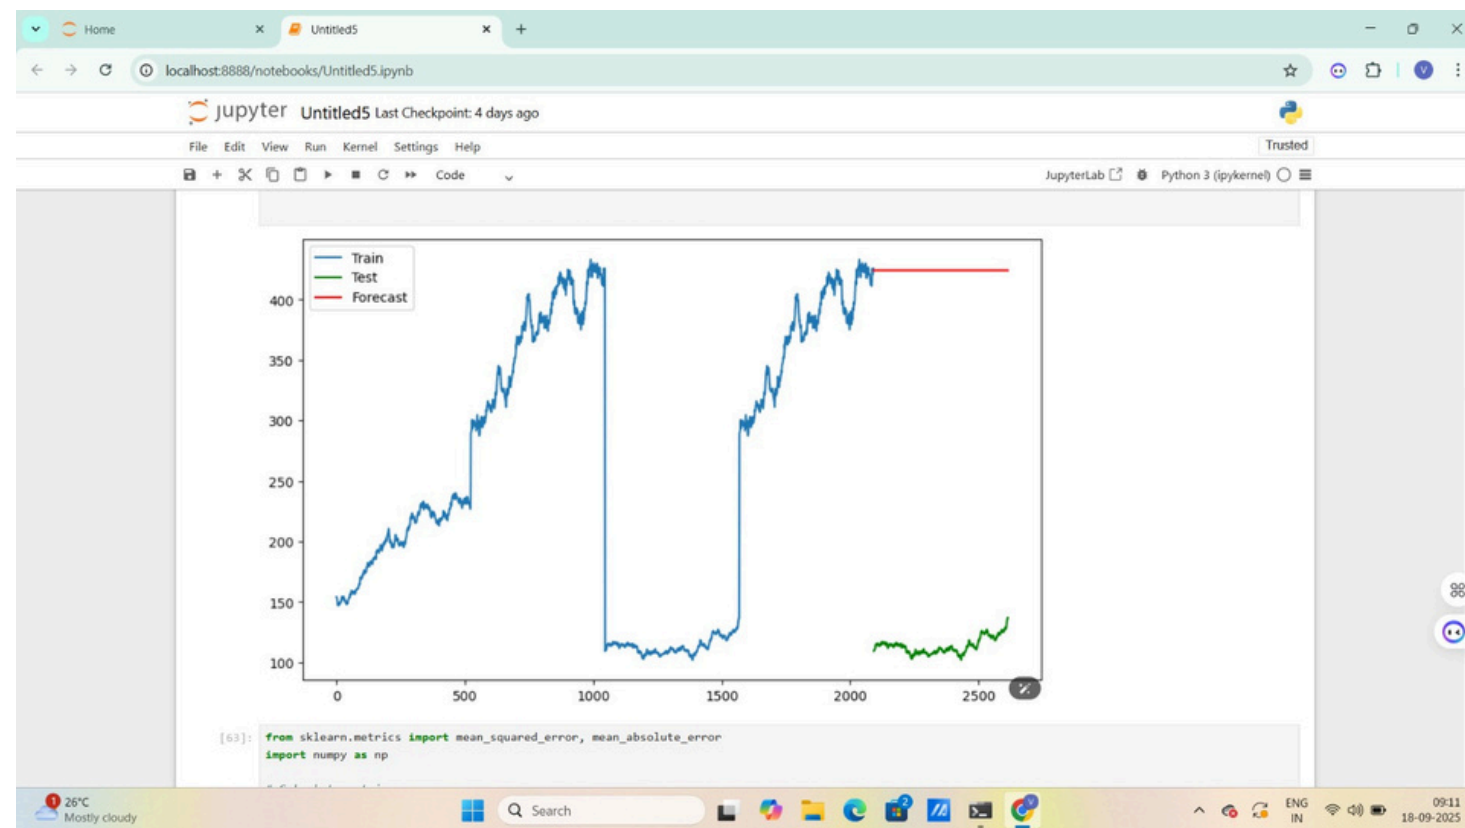 Home
Untitled5
localhost:8888/notebooks/Untitled5.ipynb
V
jupyter Untitled5 Last Checkpoint: 4 days ago
File Edit View Run Kernel Settings Help
Trusted
Code
JupyterLab
Python 3 (ipykernel)
Train
Test
Forecast
400
350
300
250
200
150
100
0 500 1000 1500 2000 2500
[63]: from sklearn.metrics import mean_squared_error, mean_absolute_error
import numpy as np
1
26°C
Mostly cloudy
Search
2
V
ENG
IN
09:11
18-09-2025